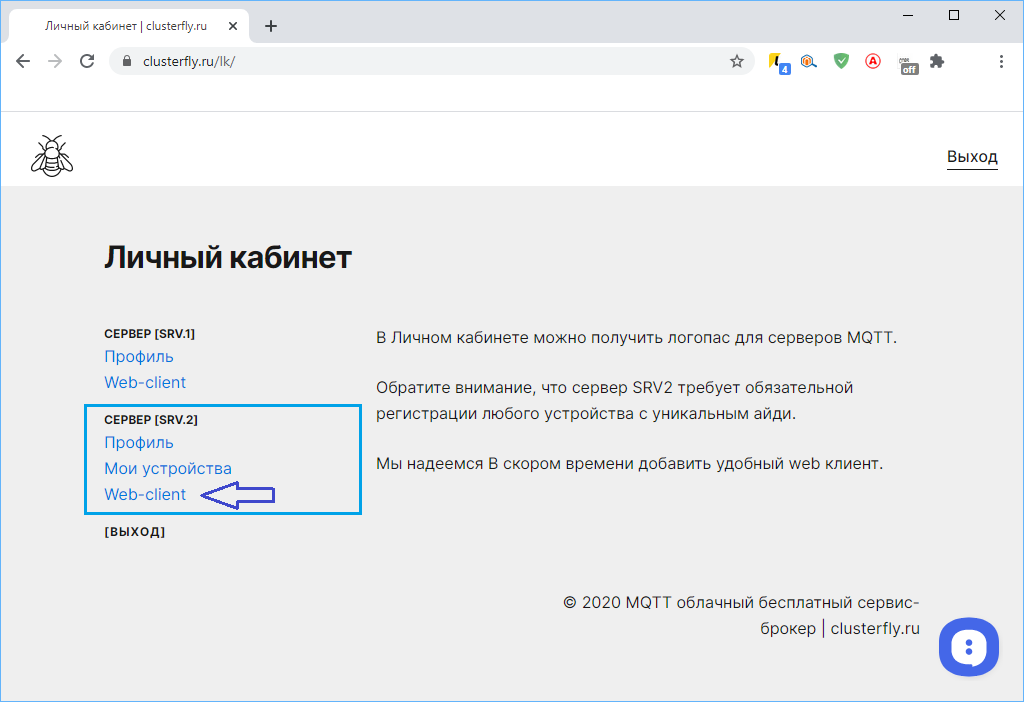 Личный кабинет | clusterfly.ru
clusterfly.ru/lk/
4
A
off
Выход
Личный кабинет
СЕРВЕР [SRV.1]
Профиль
Web-client
СЕРВЕР [SRV.2]
Профиль
Мои устройства
Web-client
[ВЫХОД]
В Личном кабинете можно получить логопас для серверов MQTT.
Обратите внимание, что сервер SRV2 требует обязательной
регистрации любого устройства с уникальным айди.
Мы надеемся В скором времени добавить удобный web клиент.
© 2020 MQTT облачный бесплатный сервис-
брокер | clusterfly.ru